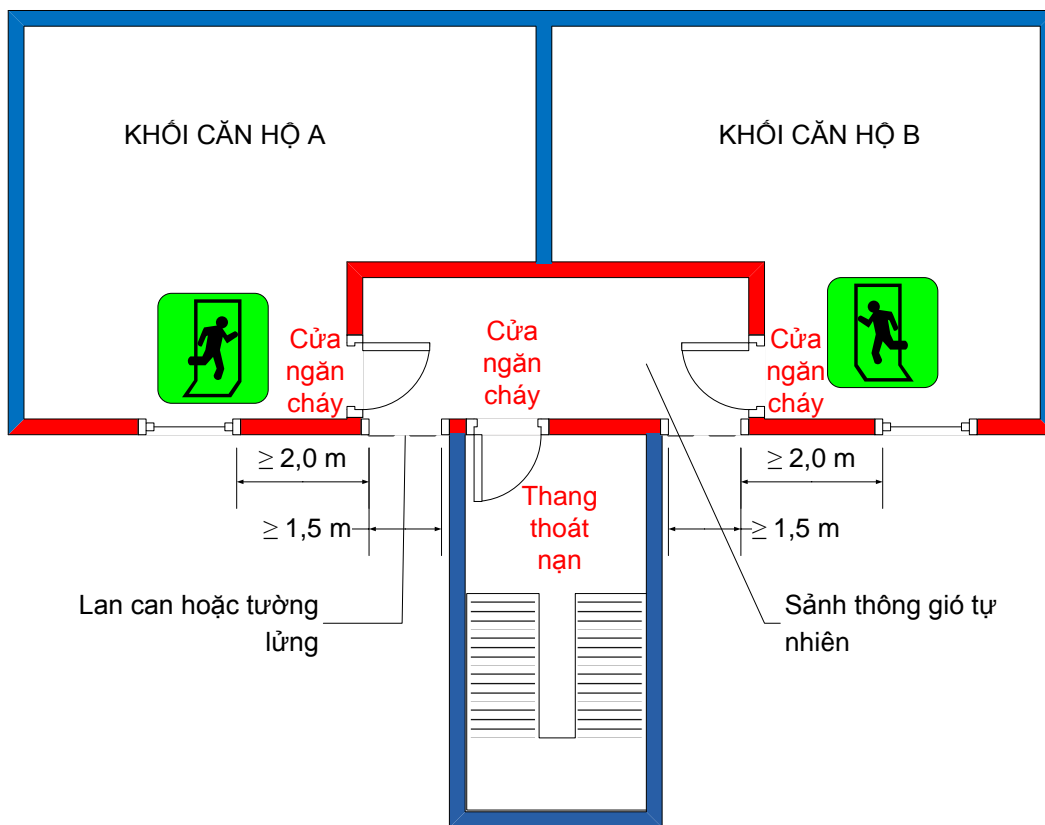 KHỐI CĂN HỘ A
KHỐI CĂN HỘ B
Cửa
ngăn
cháy
Cửa
ngăn
cháy
Cửa
ngăn
cháy
≥ 2,0 m
≥ 2,0 m
≥ 1,5 m
≥ 1,5 m
Thang
thoát
nạn
Lan can hoặc tường
lửng
Sảnh thông gió tự
nhiên